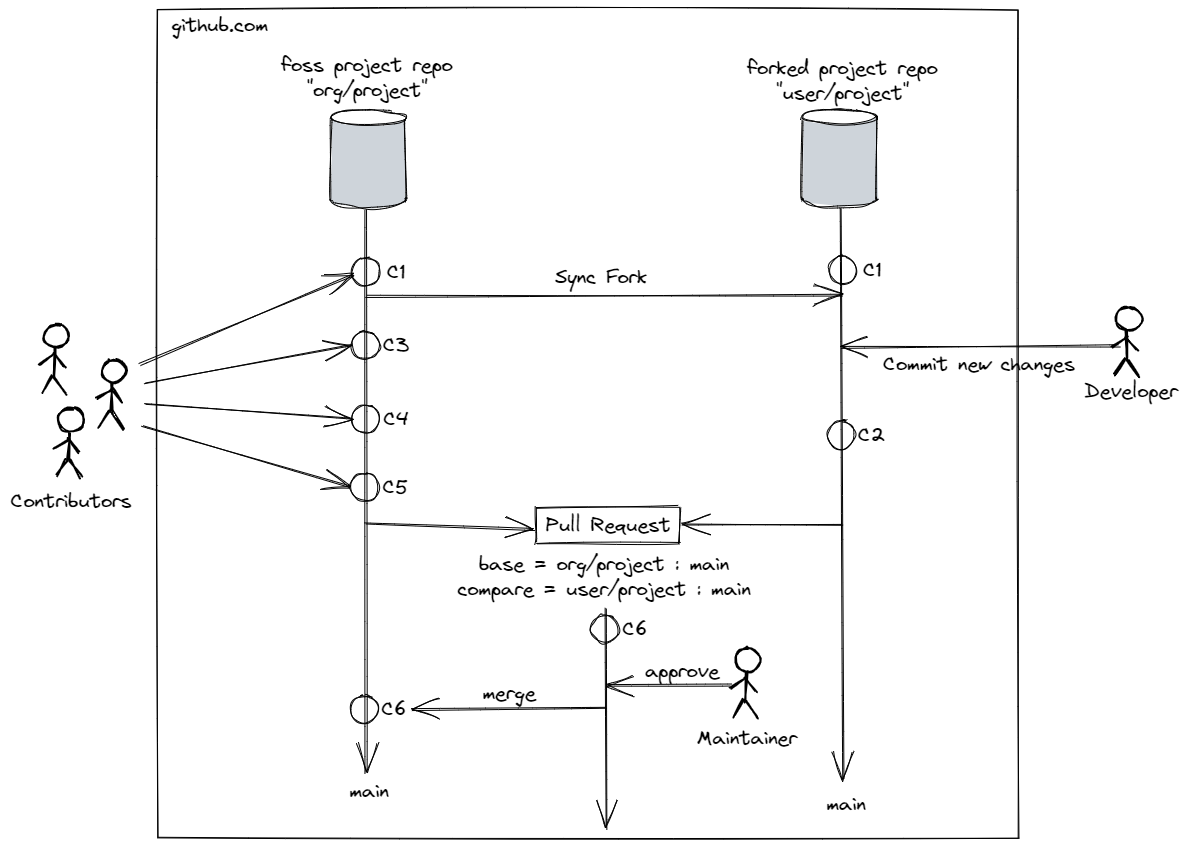 github.com
foss project repo
"org/project"
forked project repo
"user/project"
C1
Sync Fork
C1
C3
Commit new changes
Developer
C4
C2
C5
Contributors
Pull Request
base = org/project : main
compare = user/project : main
C6
approve
merge
C6
Maintainer
main
main